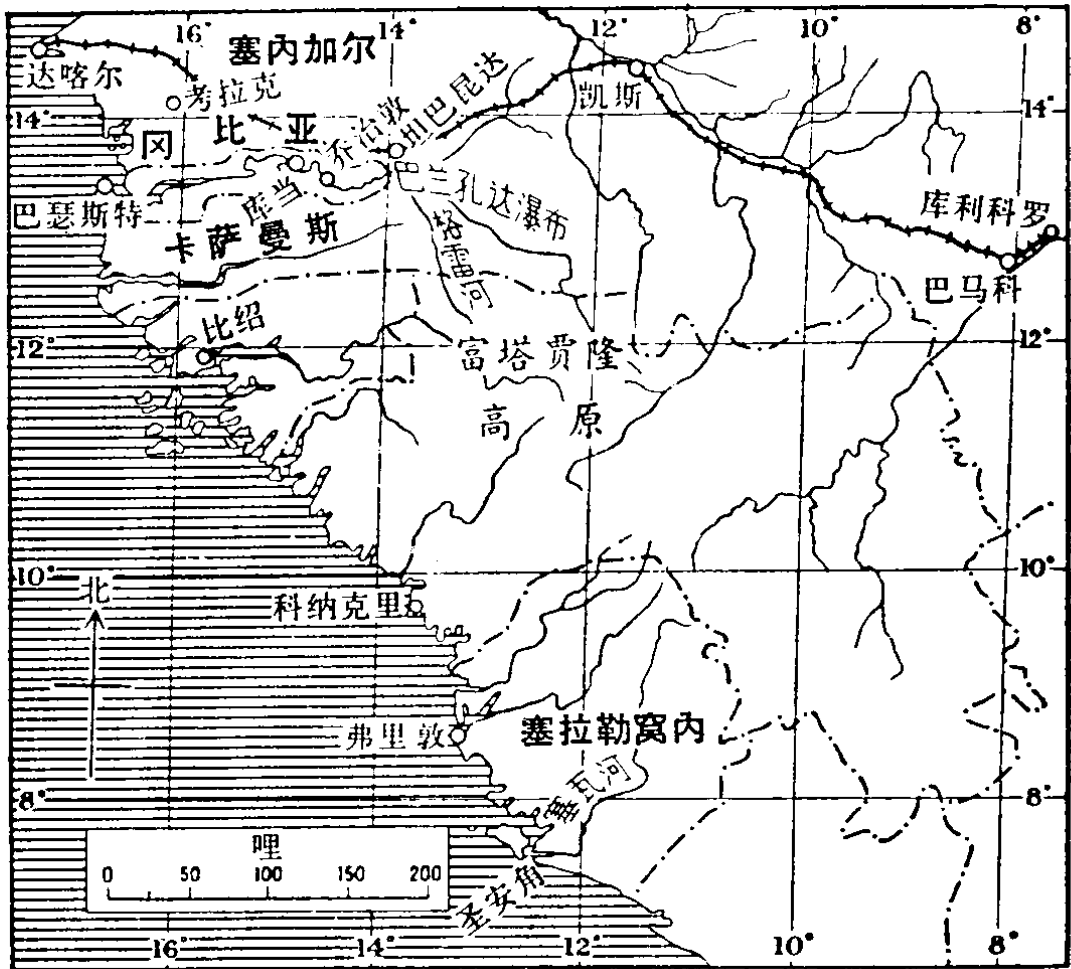 16° 14° 12° 10° 8°
塞内加尔
达喀尔
考拉克
凯斯
14° 14°
冈比亚
乔治敦
坦巴昆达
库当
巴兰孔达瀑布
巴瑟斯特
卡萨曼斯
洛雷河
库利科罗
巴马科
比绍
12° 12°
富塔贾隆
高原
10° 10°
北
科纳克里
弗里敦
塞拉勒窝内
塞瓦河
8° 8°
哩
0 50 100 150 200
圣安角
16° 14° 12° 10° 8°